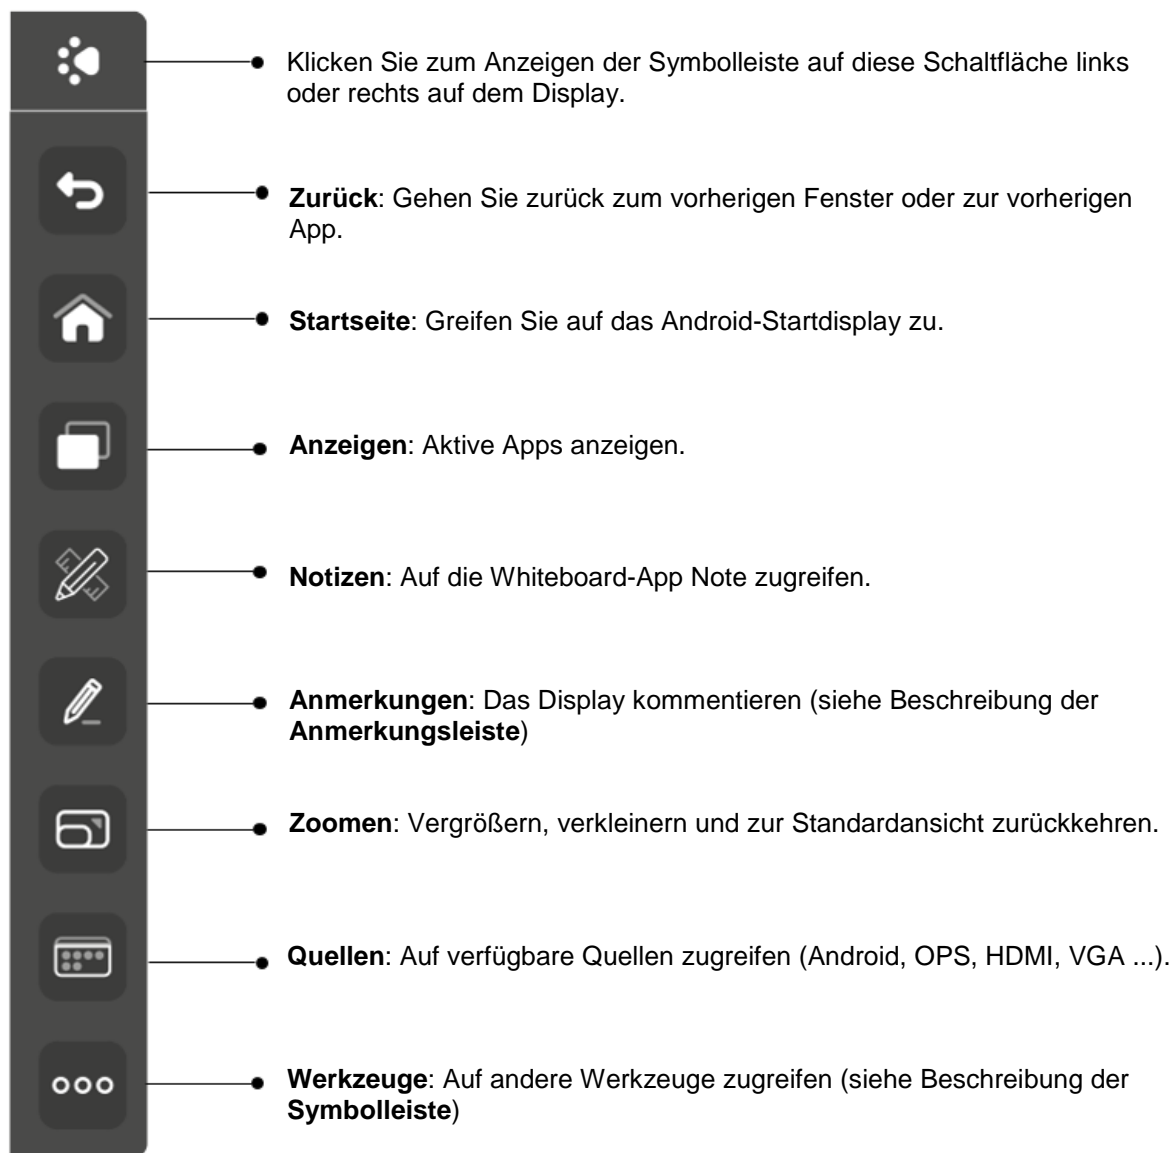 Klicken Sie zum Anzeigen der Symbolleiste auf diese Schaltfläche links
oder rechts auf dem Display.
Zurück: Gehen Sie zurück zum vorherigen Fenster oder zur vorherigen
App.
Startseite: Greifen Sie auf das Android-Startdisplay zu.
Anzeigen: Aktive Apps anzeigen.
Notizen: Auf die Whiteboard-App Note zugreifen.
Anmerkungen: Das Display kommentieren (siehe Beschreibung der
Anmerkungsleiste)
Zoomen: Vergrößern, verkleinern und zur Standardansicht zurückkehren.
Quellen: Auf verfügbare Quellen zugreifen (Android, OPS, HDMI, VGA ...).
Werkzeuge: Auf andere Werkzeuge zugreifen (siehe Beschreibung der
Symbolleiste)